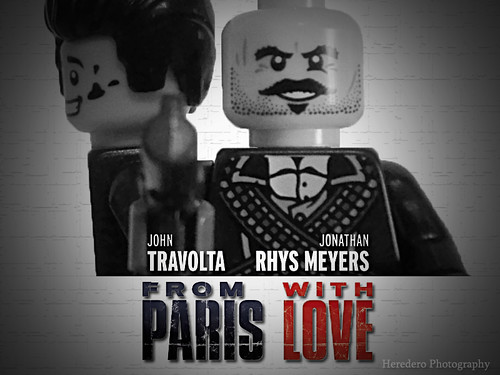 JOHN JONATHAN
TRAVOLTA RHYS MEYERS
FROM WITH
PARIS LOVE
Heredero Photography